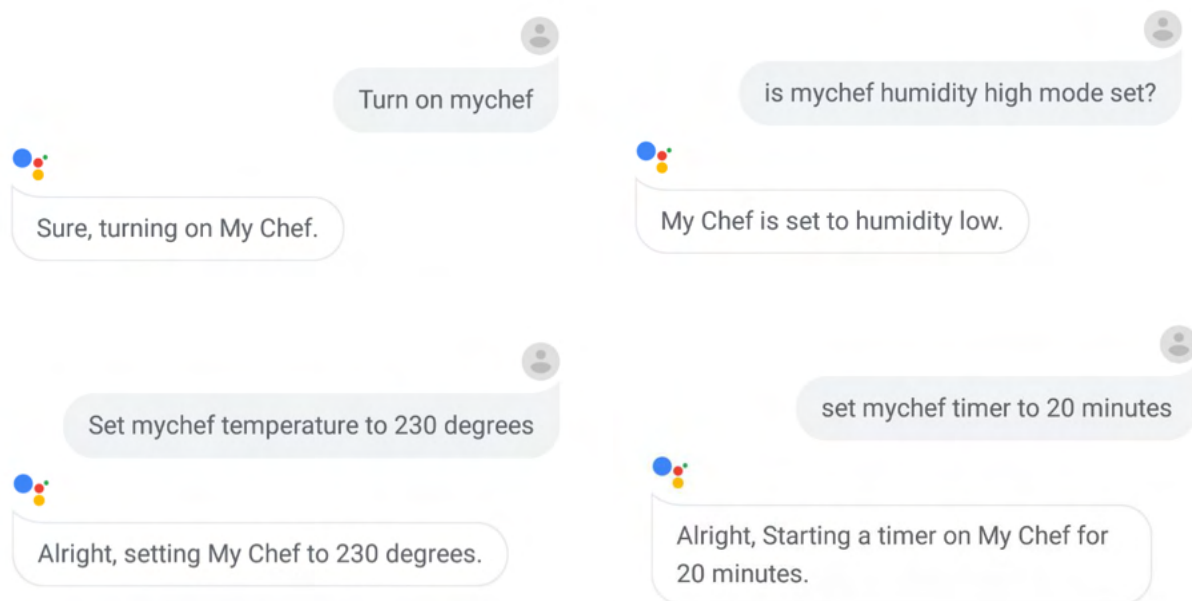 Turn on mychef
Sure, turning on My Chef.
is mychef humidity high mode set?
My Chef is set to humidity low.
Set mychef temperature to 230 degrees
Alright, setting My Chef to 230 degrees.
set mychef timer to 20 minutes
Alright, Starting a timer on My Chef for
20 minutes.